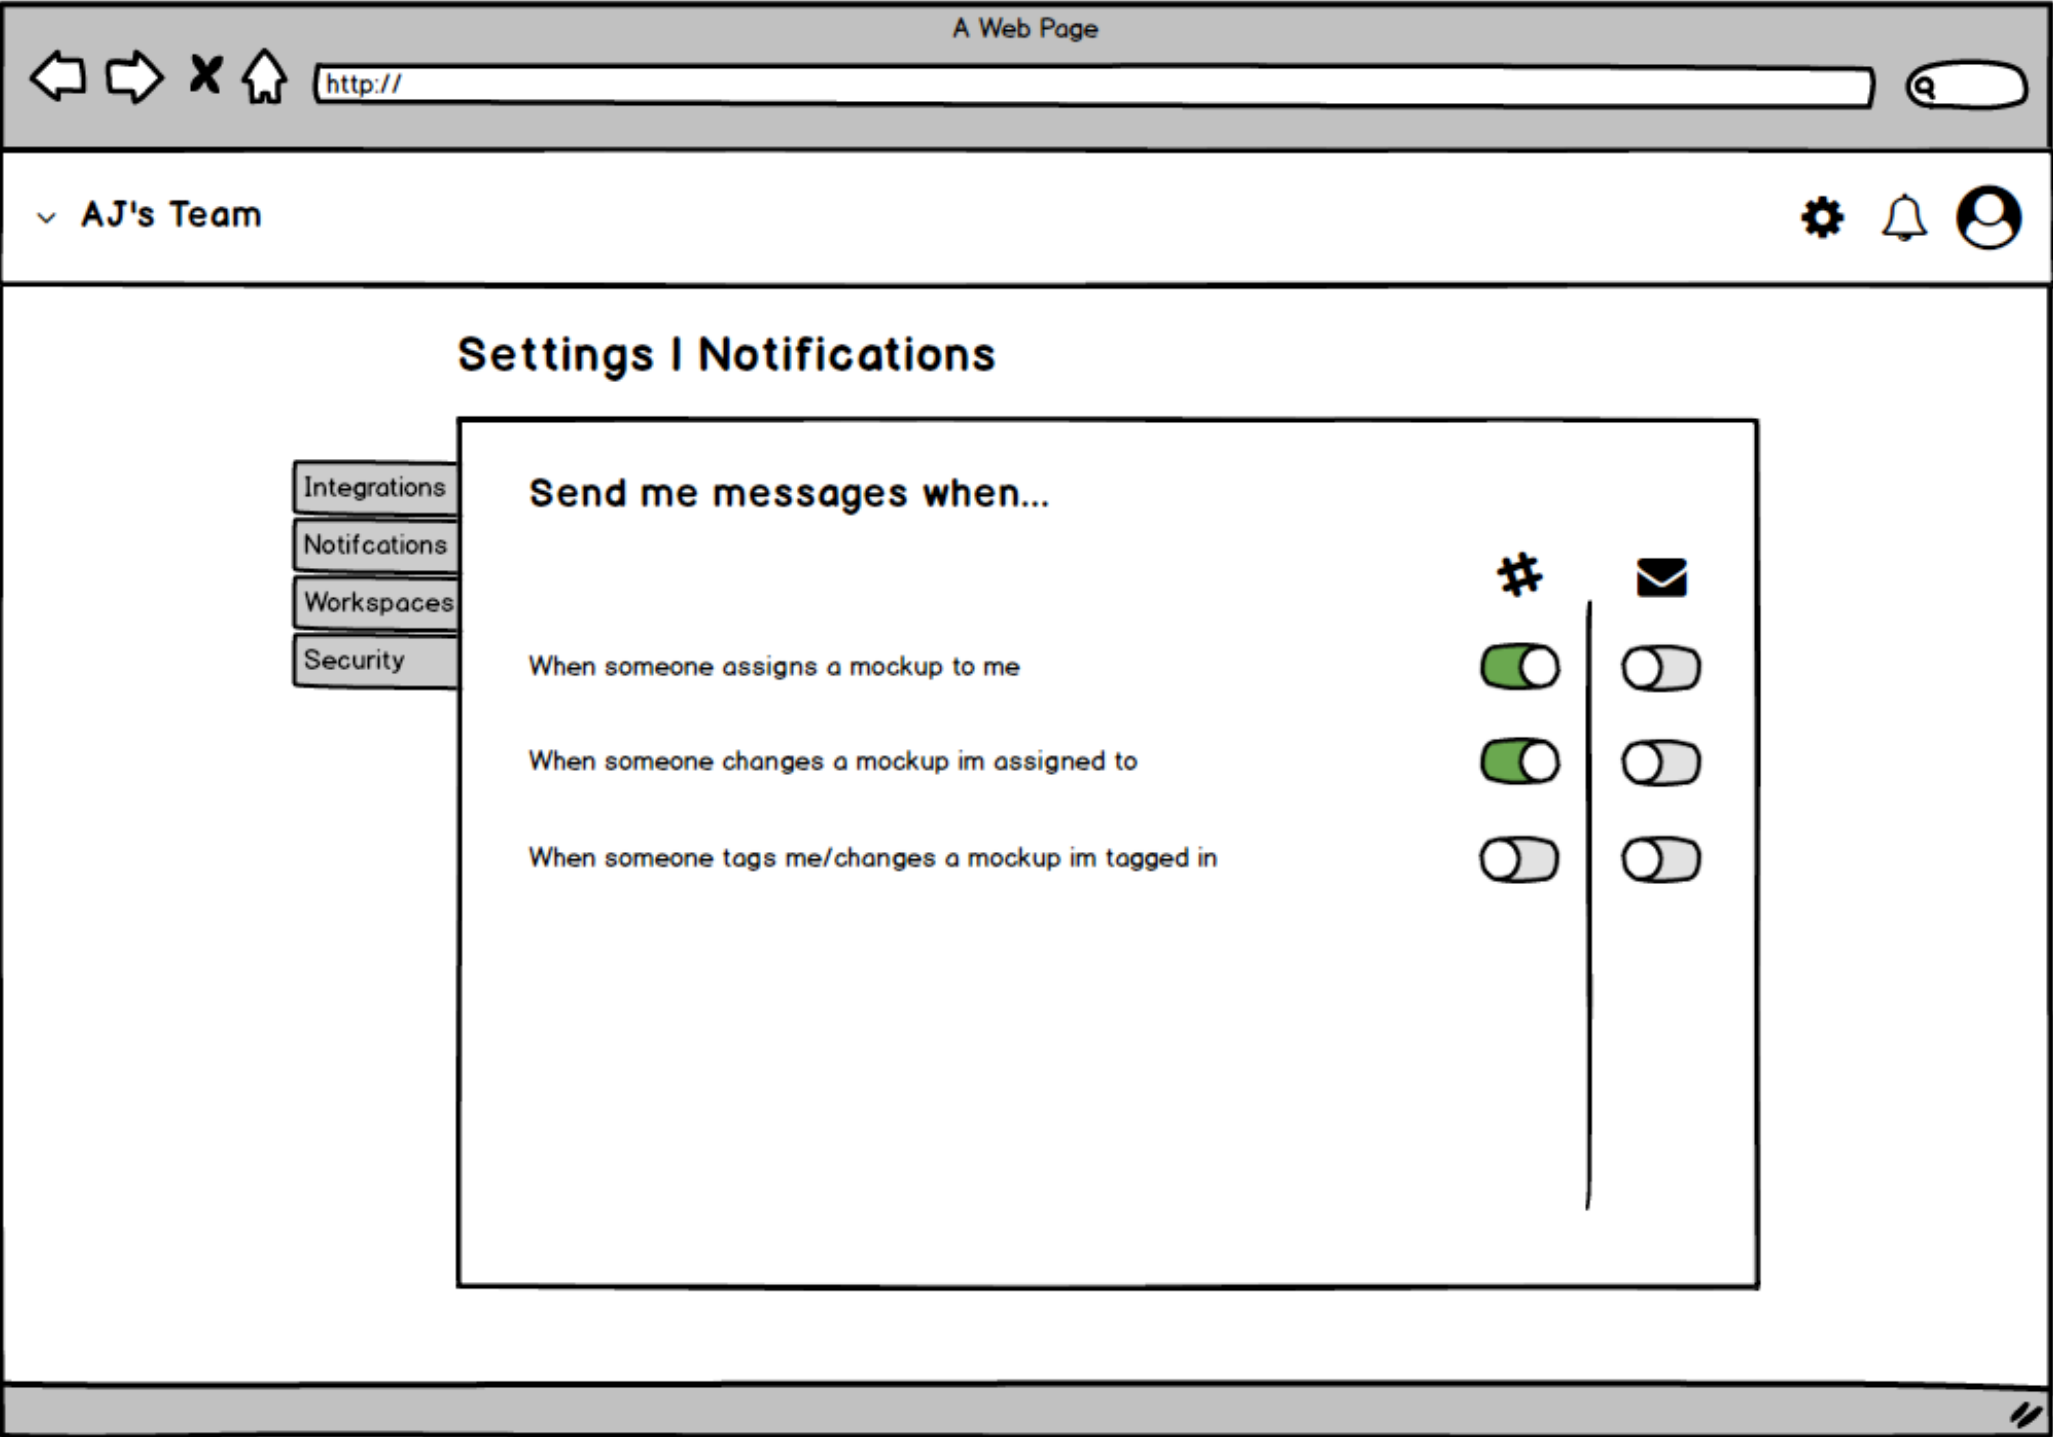 A Web Page
http://
AJ's Team
Settings | Notifications
Integrations
Notifcations
Workspaces
Security
Send me messages when...
When someone assigns a mockup to me
When someone changes a mockup im assigned to
When someone tags me/changes a mockup im tagged in